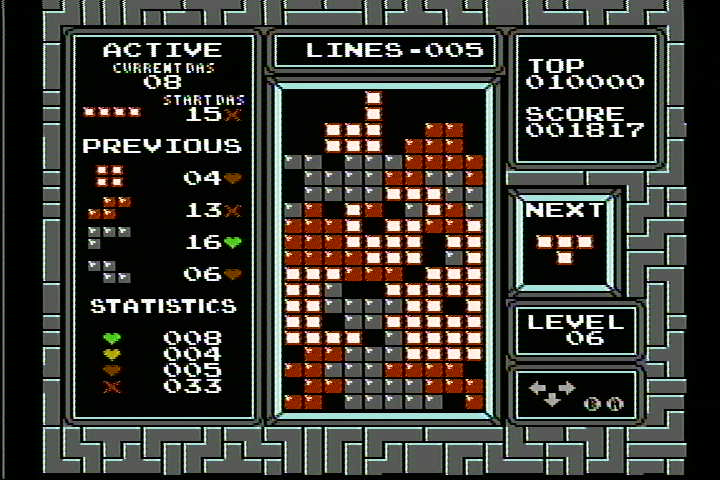 ACTIVE
CURRENT DAS
08
START DAS
15
PREVIOUS
04
13
16
06
STATISTICS
008
004
005
033
LINES-005
TOP
010000
SCORE
001817
NEXT
LEVEL
06
B A